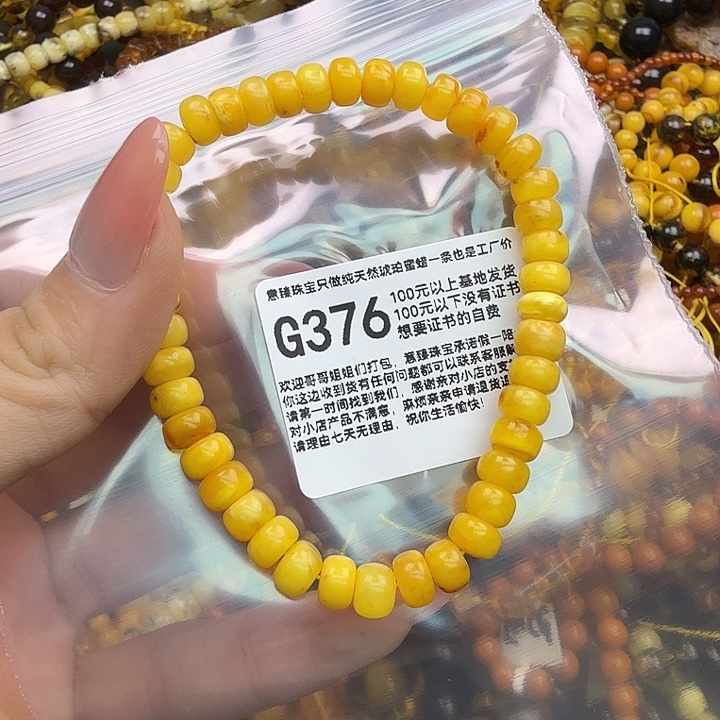 意臻珠宝只做纯天然琥珀蜜蜡一条也是工厂价
G376
100元以上基地发货
100元以下没有证书
想要证书的自费
欢迎哥哥姐姐们打包，意臻珠宝承诺假一陪
你这边收到货有任何问题都可以联系客服解
请第一时间找到我们，感谢亲对小店的支
对小店产品不满意，麻烦亲亲申请退货退
请理由七天无理由，祝你生活愉快！